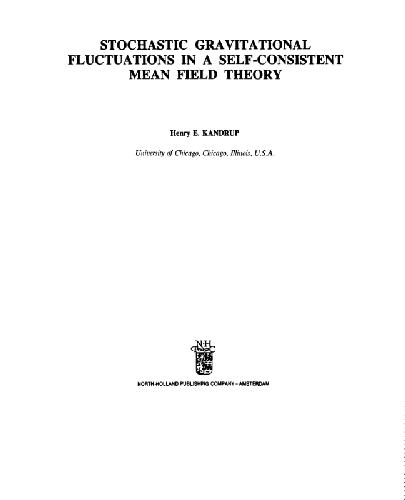 STOCHASTIC GRAVITATIONAL
FLUCTUATIONS IN A SELF-CONSISTENT
MEAN FIELD THEORY
Henry E. KANDRUP
University of Chicago, Chicago, Illinois, U.S.A.
N·H
NORTH-HOLLAND PUBLISHING COMPANY – AMSTERDAM